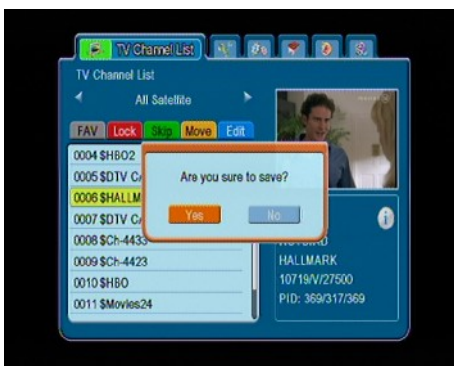 TV Channel List
TV Channel List
All Satellite
FAV Lock Skip Move Edit
0004 $HBO2
0005 $DTV C
0006 $HALLM
0007 $DTV C
0008 $Ch-4433
0009 $Ch-4423
0010 $HBO
0011 $Movies24
Are you sure to save?
Yes No
HALLMARK
10719/V/27500
PID: 369/317/369